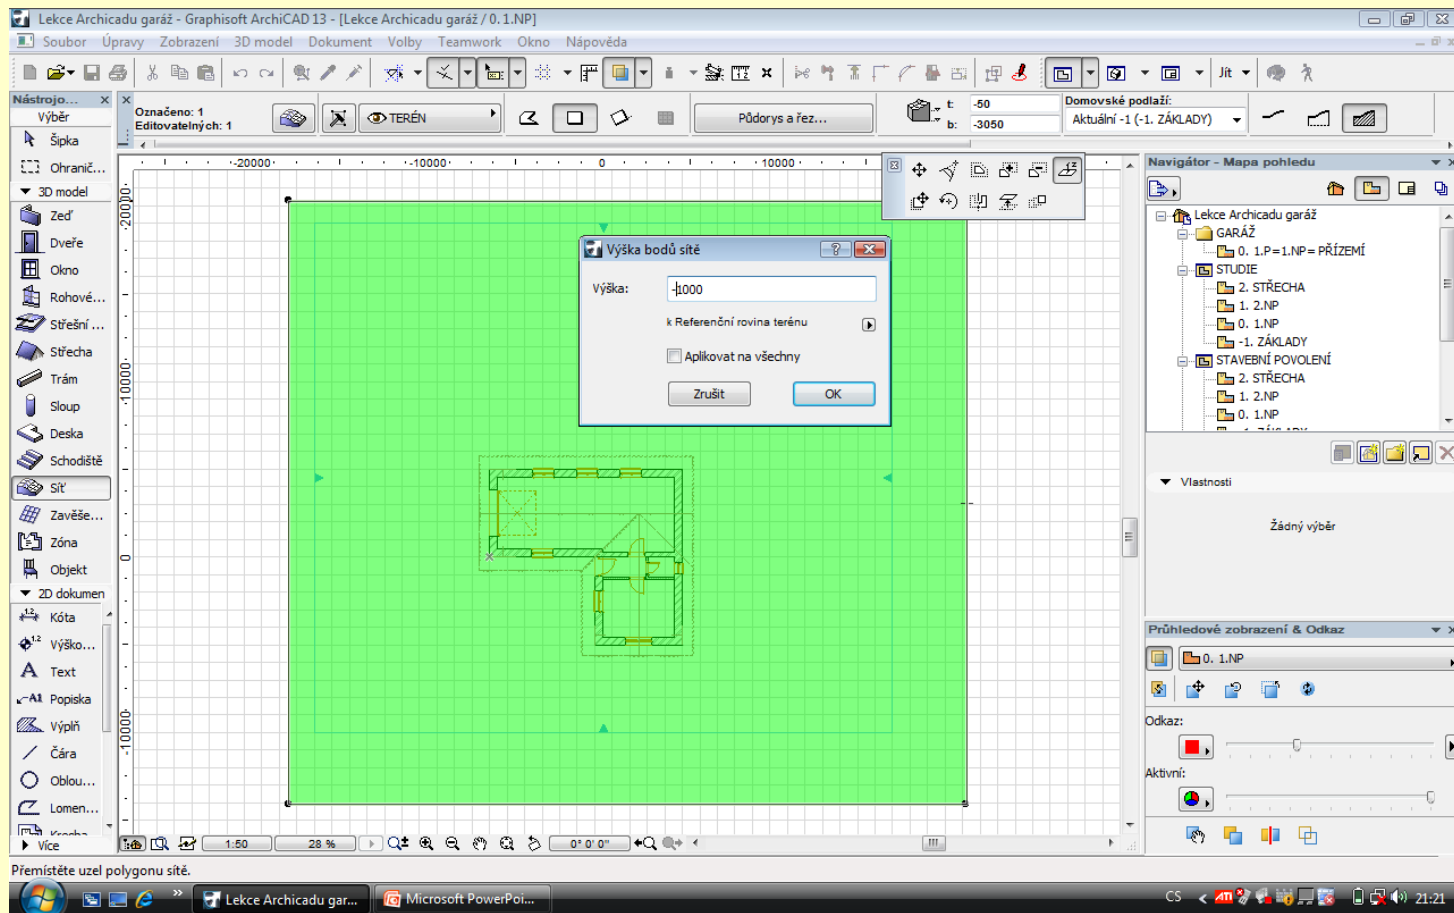 Lekce Archicadu garáž - Graphisoft ArchiCAD 13 - [Lekce Archicadu garáž / 0. 1.NP]
Soubor Úpravy Zobrazení 3D model Dokument Volby Teamwork Okno Nápověda
Jít
Nástrojo...
Výběr
Šipka
Ohranič...
3D model
Zeď
Dveře
Okno
Rohové...
Střešní ...
Střecha
Trám
Sloup
Deska
Schodiště
Síť
Zavěše...
Zóna
Objekt
2D dokumen
Kóta
Výško...
Text
Popiska
Výplň
Čára
Oblou...
Lomen...
Více
Označeno: 1
Editovatelných: 1
TERÉN
Půdorys a řez...
t: -50
b: -3050
Domovské podlaží:
Aktuální -1 (-1. ZÁKLADY)
-20000 -10000 0 10000
20000
10000
0
-10000
Výška bodů sítě
Výška: -1000
k Referenční rovina terénu
Aplikovat na všechny
Zrušit OK
Navigátor - Mapa pohledu
Lekce Archicadu garáž
GARÁŽ
0. 1.P=1.NP= PŘÍZEMÍ
STUDIE
2. STŘECHA
1. 2.NP
0. 1.NP
-1. ZÁKLADY
STAVEBNÍ POVOLENÍ
2. STŘECHA
1. 2.NP
0. 1.NP
Vlastnosti
Žádný výběr
Průhledové zobrazení & Odkaz
0. 1.NP
Odkaz:
Aktivní:
1:50 28 % 0° 0' 0"
Přemístěte uzel polygonu sítě.
Lekce Archicadu gar... Microsoft PowerPoi... CS 21:21